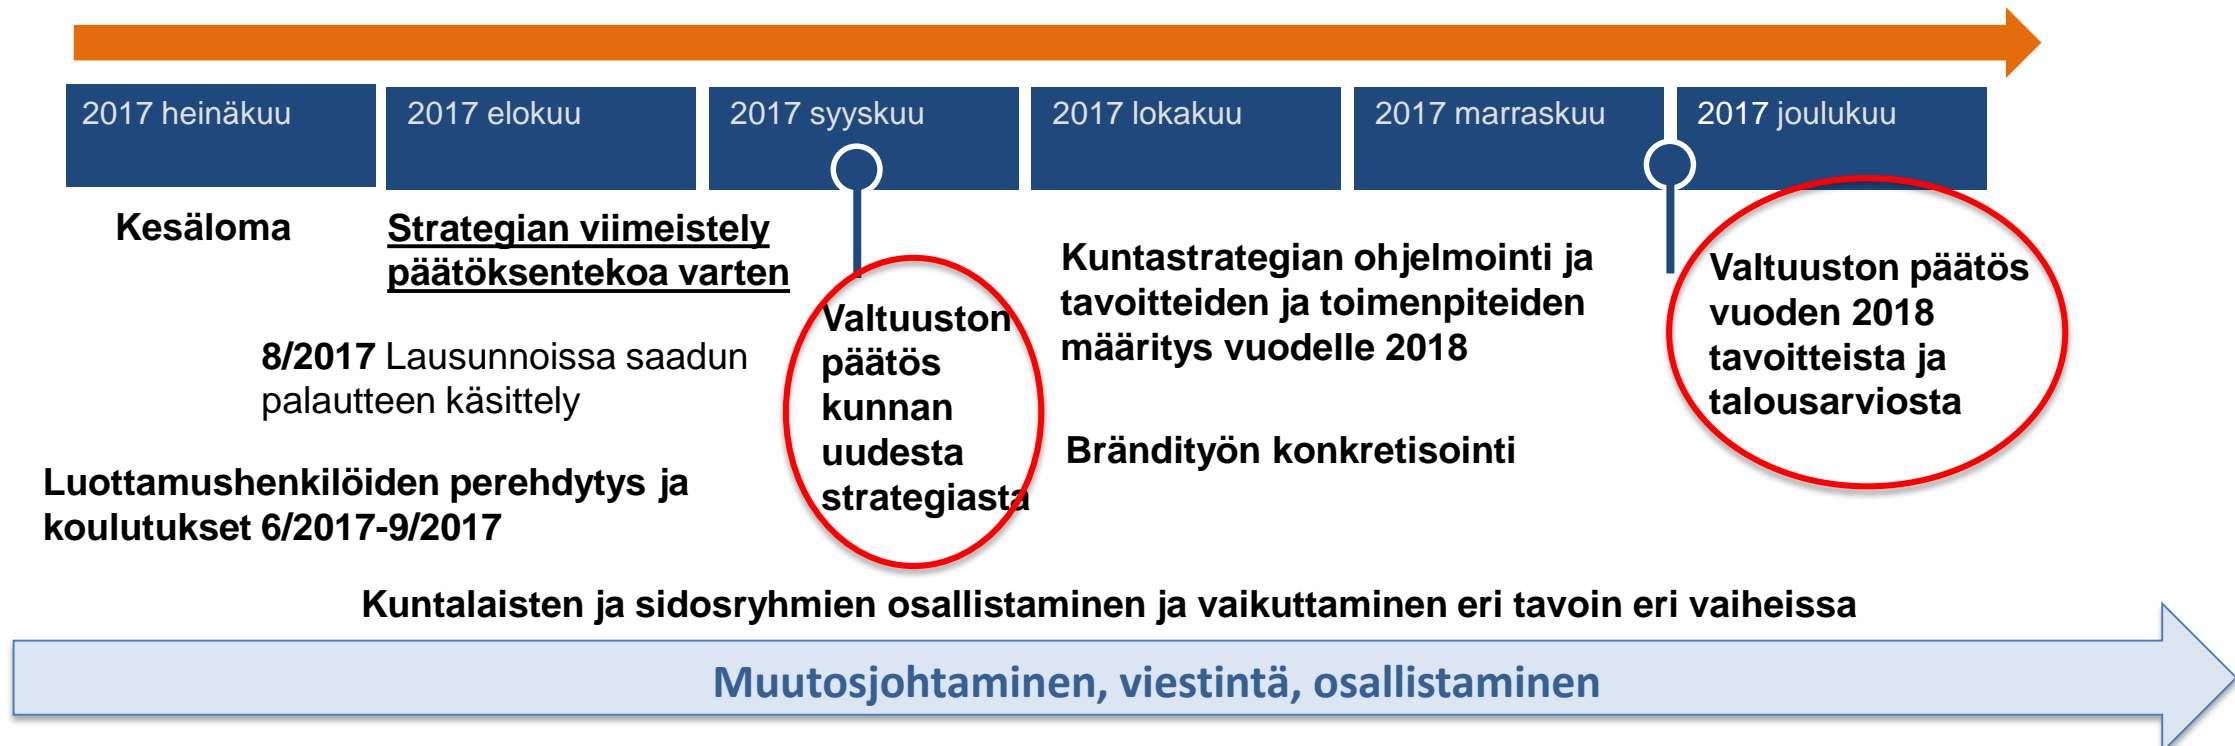 2017 heinäkuu
2017 elokuu
2017 syyskuu
2017 lokakuu
2017 marraskuu
2017 joulukuu
Kesäloma
Strategian viimeistely
päätöksentekoa varten
8/2017 Lausunnoissa saadun
palautteen käsittely
Luottamushenkilöiden perehdytys ja
koulutukset 6/2017-9/2017
Valtuuston
päätös
kunnan
uudesta
strategiasta
Kuntastrategian ohjelmointi ja
tavoitteiden ja toimenpiteiden
määritys vuodelle 2018
Brändityön konkretisointi
Valtuuston päätös
vuoden 2018
tavoitteista ja
talousarviosta
Kuntalaisten ja sidosryhmien osallistaminen ja vaikuttaminen eri tavoin eri vaiheissa
Muutosjohtaminen, viestintä, osallistaminen